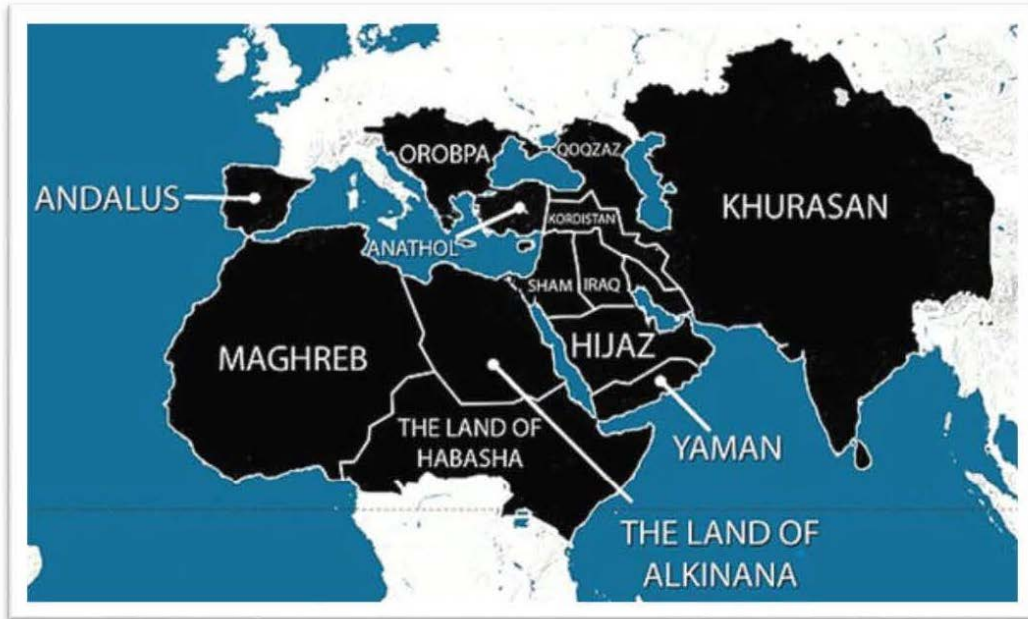 OROBPA
QOQZAZ
ANDALUS
KHURASAN
KORDISTAN
ANATHOL
SHAM
IRAQ
HIJAZ
MAGHREB
THE LAND OF
HABASHA
YAMAN
THE LAND OF
ALKINANA